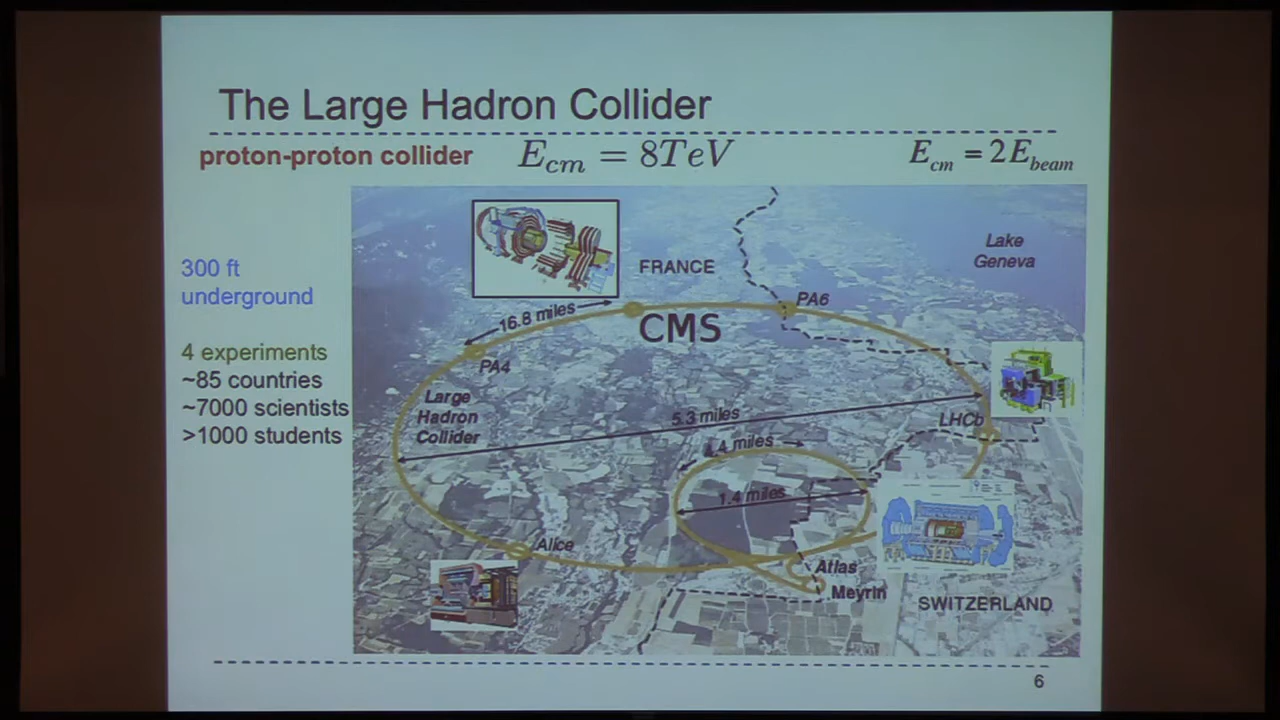 The Large Hadron Collider
proton-proton collider
E_cm = 8TeV
E_cm = 2E_beam
300 ft
underground
4 experiments
~85 countries
~7000 scientists
>1000 students
FRANCE
Lake
Geneva
16.8 miles
CMS
PA6
PA4
Large
Hadron
Collider
5.3 miles
LHCb
4.4 miles
1.4 miles
Alice
Atlas
Meyrin
SWITZERLAND
6